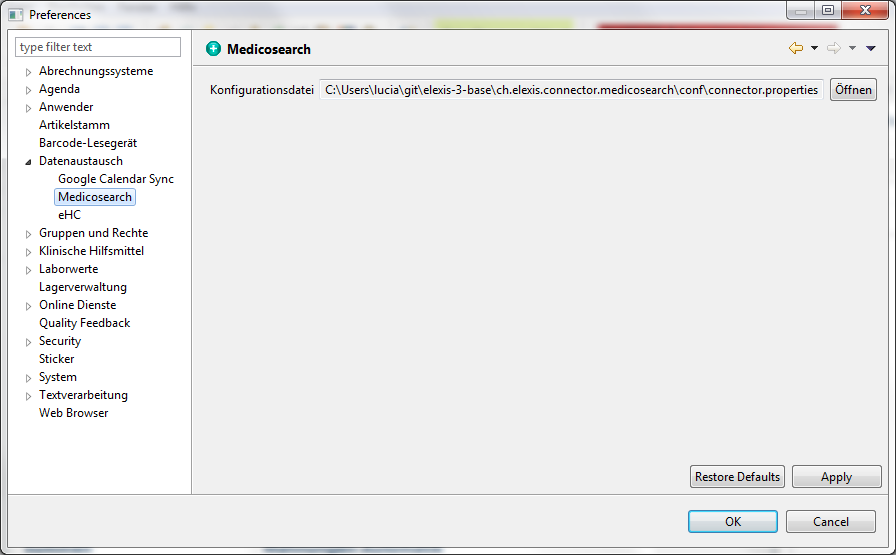 Preferences
type filter text
Abrechnungssysteme
Agenda
Anwender
Artikelstamm
Barcode-Lesegerät
Datenaustausch
Google Calendar Sync
Medicosearch
eHC
Gruppen und Rechte
Klinische Hilfsmittel
Laborwerte
Lagerverwaltung
Online Dienste
Quality Feedback
Security
Sticker
System
Textverarbeitung
Web Browser
Medicosearch
Konfigurationsdatei C:\Users\lucia\git\elexis-3-base\ch.elexis.connector.medicosearch\conf\connector.properties Öffnen
Restore Defaults Apply
OK Cancel